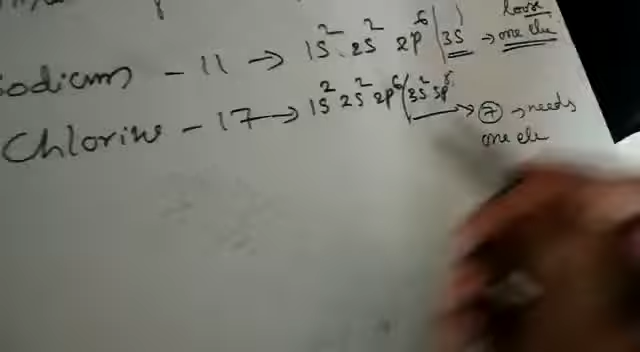 sodium - 11 → 1S² 2S² 2P⁶ | 3S¹ → loose one ele
Chlorine - 17 → 1S² 2S² 2P⁶ | 3S² 3P⁵ → 7 → needs one ele